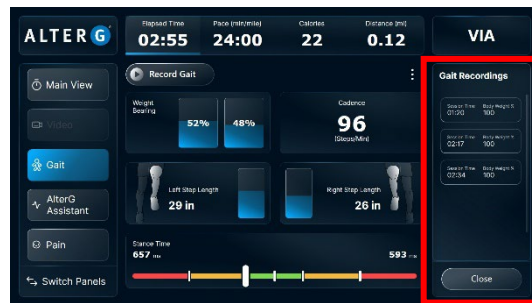 ALTERG
Elapsed Time
02:55
Pace (min/mile)
24:00
Calories
22
Distance (mi)
0.12
VIA
Main View
Video
Gait
AlterG
Assistant
Pain
Switch Panels
Record Gait
Weight
Bearing
52%
48%
Cadence
96
(Steps/Min)
Left Step Length
29 in
Right Step Length
26 in
Stance Time
657 ms
593 ms
Gait Recordings
Session Time Body Weight %
01:20 100
Session Time Body Weight %
02:17 100
Session Time Body Weight %
02:34 100
Close